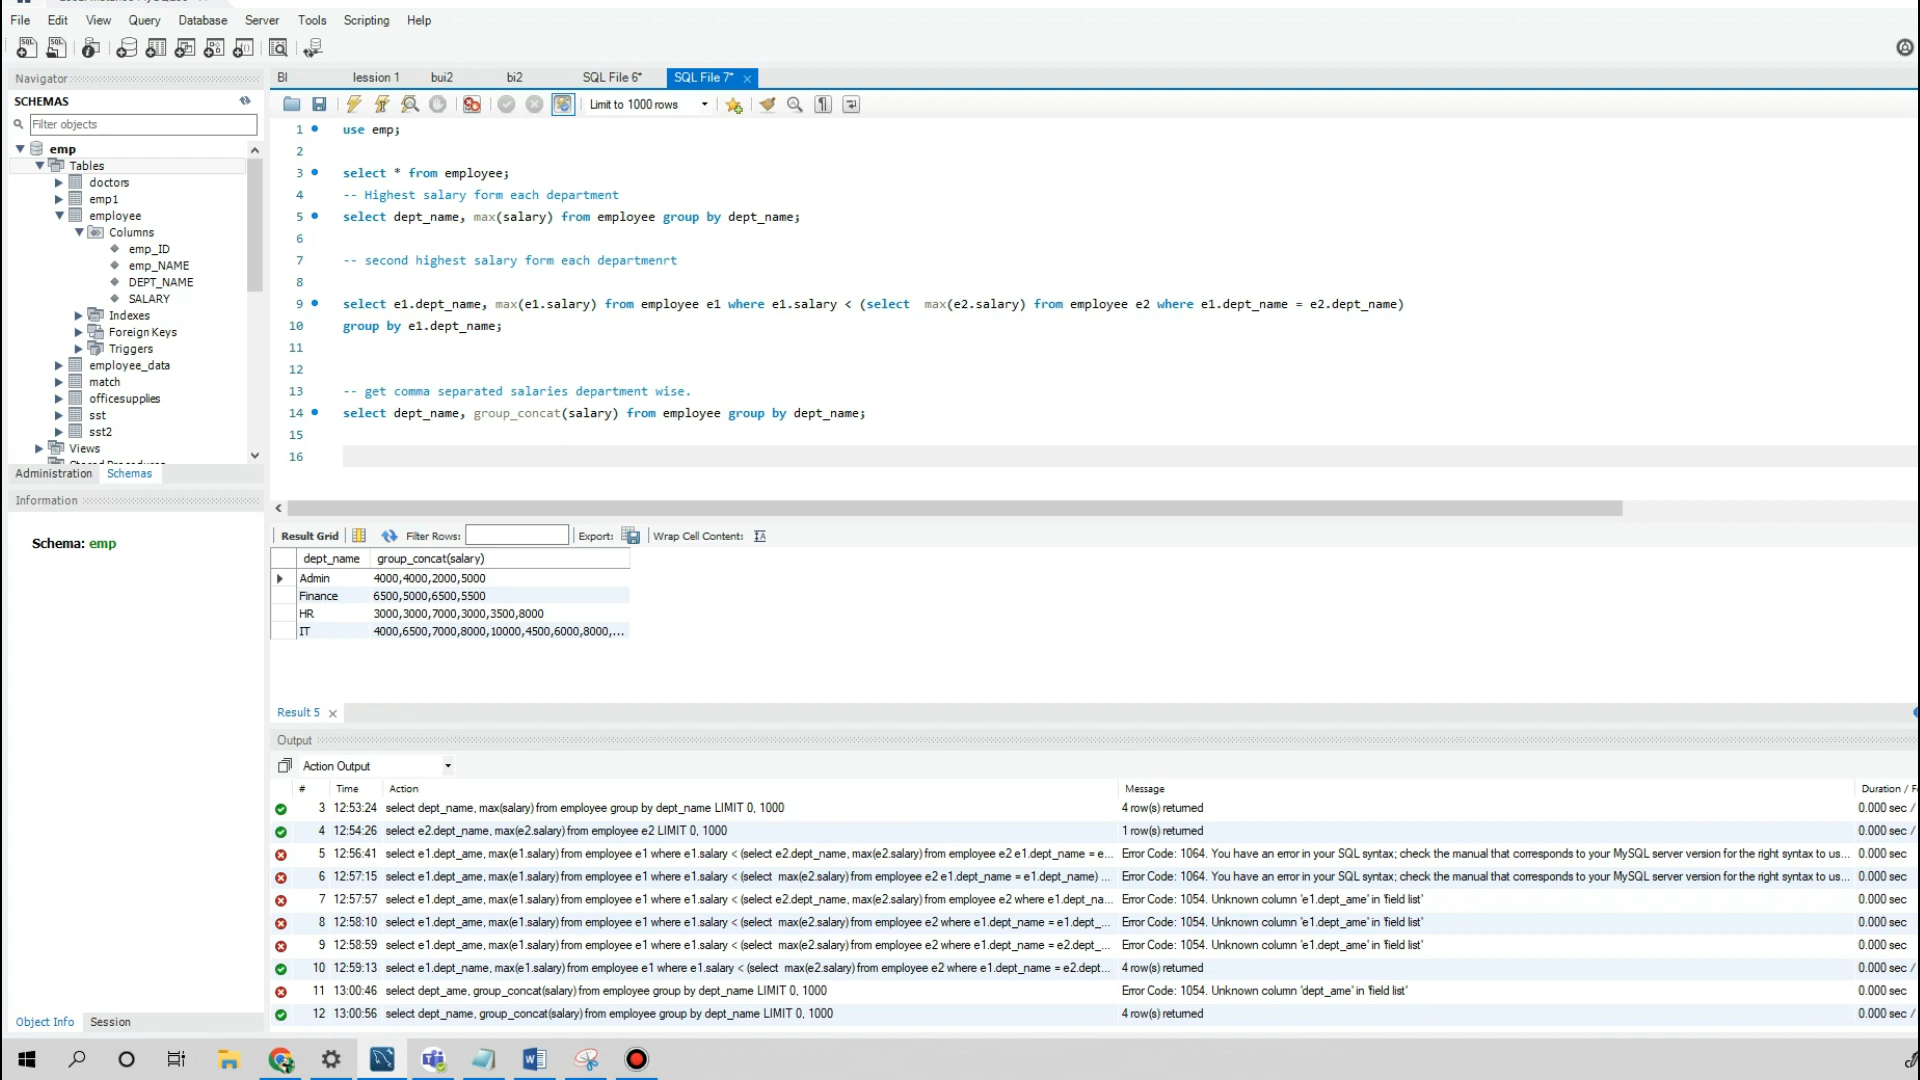 File Edit View Query Database Server Tools Scripting Help
Navigator
SCHEMAS
Filter objects
emp
Tables
doctors
emp1
employee
Columns
emp_ID
emp_NAME
DEPT_NAME
SALARY
Indexes
Foreign Keys
Triggers
employee_data
match
officesupplies
sst
sst2
Views
Administration Schemas
Information
Schema: emp
Object Info Session
BI lession 1 bui2 bi2 SQL File 6* SQL File 7*
Limit to 1000 rows
1 use emp;
2
3 select * from employee;
4 -- Highest salary form each department
5 select dept_name, max(salary) from employee group by dept_name;
6
7 -- second highest salary form each departmenrt
8
9 select e1.dept_name, max(e1.salary) from employee e1 where e1.salary < (select  max(e2.salary) from employee e2 where e1.dept_name = e2.dept_name)
10 group by e1.dept_name;
11
12
13 -- get comma separated salaries department wise.
14 select dept_name, group_concat(salary) from employee group by dept_name;
15
16
Result Grid Filter Rows: Export: Wrap Cell Content:
dept_name group_concat(salary)
Admin 4000,4000,2000,5000
Finance 6500,5000,6500,5500
HR 3000,3000,7000,3000,3500,8000
IT 4000,6500,7000,8000,10000,4500,6000,8000,...
Result 5
Output
Action Output
# Time Action Message Duration / F
3 12:53:24 select dept_name, max(salary) from employee group by dept_name LIMIT 0, 1000 4 row(s) returned 0.000 sec /
4 12:54:26 select e2.dept_name, max(e2.salary) from employee e2 LIMIT 0, 1000 1 row(s) returned 0.000 sec /
5 12:56:41 select e1.dept_ame, max(e1.salary) from employee e1 where e1.salary < (select e2.dept_name, max(e2.salary) from employee e2 e1.dept_name = e... Error Code: 1064. You have an error in your SQL syntax; check the manual that corresponds to your MySQL server version for the right syntax to us... 0.000 sec
6 12:57:15 select e1.dept_ame, max(e1.salary) from employee e1 where e1.salary < (select  max(e2.salary) from employee e2 e1.dept_name = e1.dept_name) ... Error Code: 1064. You have an error in your SQL syntax; check the manual that corresponds to your MySQL server version for the right syntax to us... 0.000 sec
7 12:57:57 select e1.dept_ame, max(e1.salary) from employee e1 where e1.salary < (select e2.dept_name, max(e2.salary) from employee e2 where e1.dept_na... Error Code: 1054. Unknown column 'e1.dept_ame' in 'field list' 0.000 sec
8 12:58:10 select e1.dept_ame, max(e1.salary) from employee e1 where e1.salary < (select  max(e2.salary) from employee e2 where e1.dept_name = e1.dept_... Error Code: 1054. Unknown column 'e1.dept_ame' in 'field list' 0.000 sec
9 12:58:59 select e1.dept_ame, max(e1.salary) from employee e1 where e1.salary < (select  max(e2.salary) from employee e2 where e1.dept_name = e2.dept_... Error Code: 1054. Unknown column 'e1.dept_ame' in 'field list' 0.000 sec
10 12:59:13 select e1.dept_name, max(e1.salary) from employee e1 where e1.salary < (select  max(e2.salary) from employee e2 where e1.dept_name = e2.dept... 4 row(s) returned 0.000 sec /
11 13:00:46 select dept_ame, group_concat(salary) from employee group by dept_name LIMIT 0, 1000 Error Code: 1054. Unknown column 'dept_ame' in 'field list' 0.000 sec
12 13:00:56 select dept_name, group_concat(salary) from employee group by dept_name LIMIT 0, 1000 4 row(s) returned 0.000 sec /